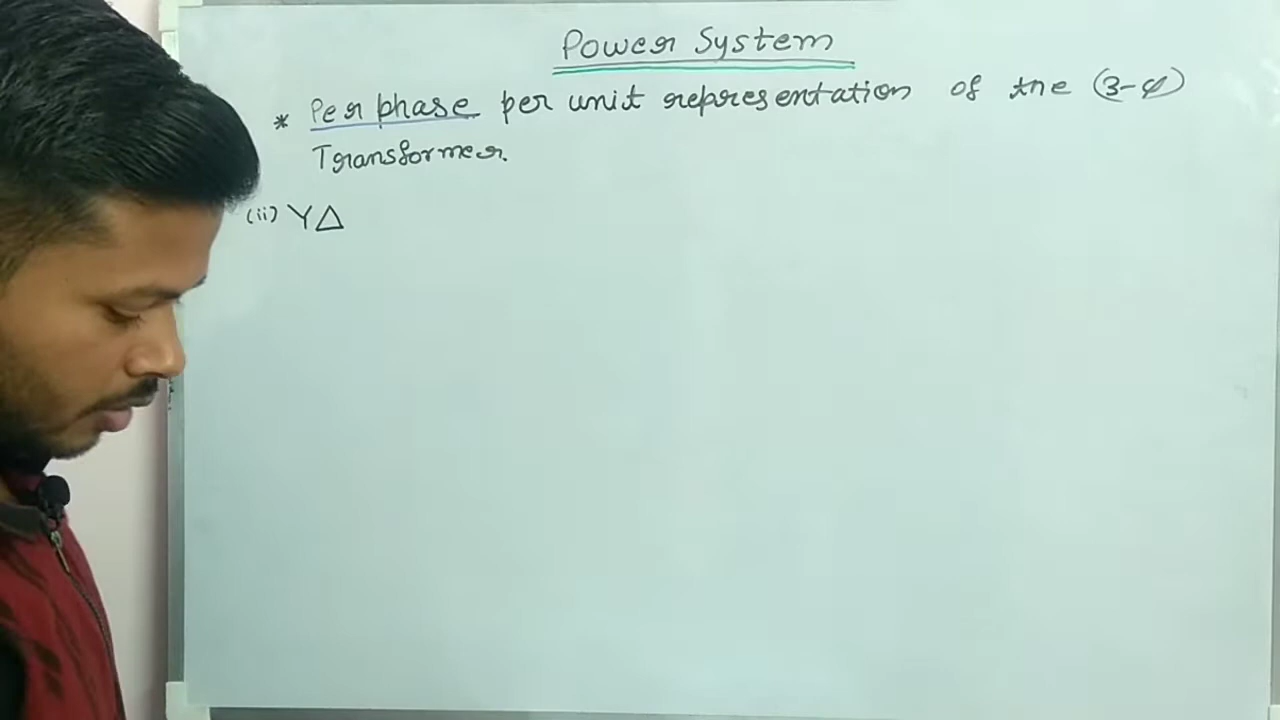 Power System
* Per phase per unit representation of the (3-φ)
Transformer.
(ii) YΔ